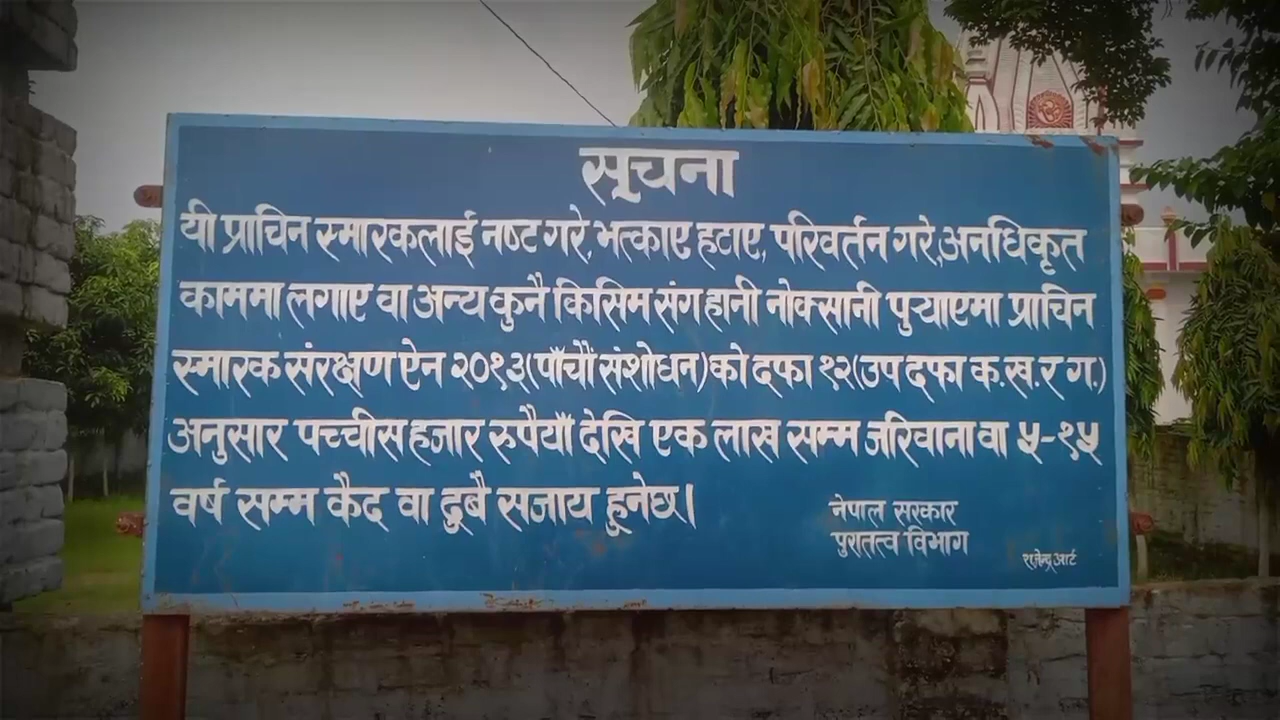 सूचना
यी प्राचिन स्मारकलाई नष्ट गरे, भत्काए हटाए, परिवर्तन गरे,अनधिकृत
काममा लगाए वा अन्य कुनै किसिम संग हानी नोक्सानी पुऱ्याएमा प्राचिन
स्मारक संरक्षण ऐन २०१३(पाँचौं संशोधन)को दफा १२(उप दफा क.ख.र ग.)
अनुसार पच्चीस हजार रुपैयाँ देखि एक लाख सम्म जरिवाना वा ५-१५
वर्ष सम्म कैद वा दुबै सजाय हूनेछ।
नेपाल सरकार
पुरातत्व विभाग
राजेन्द्र आर्ट